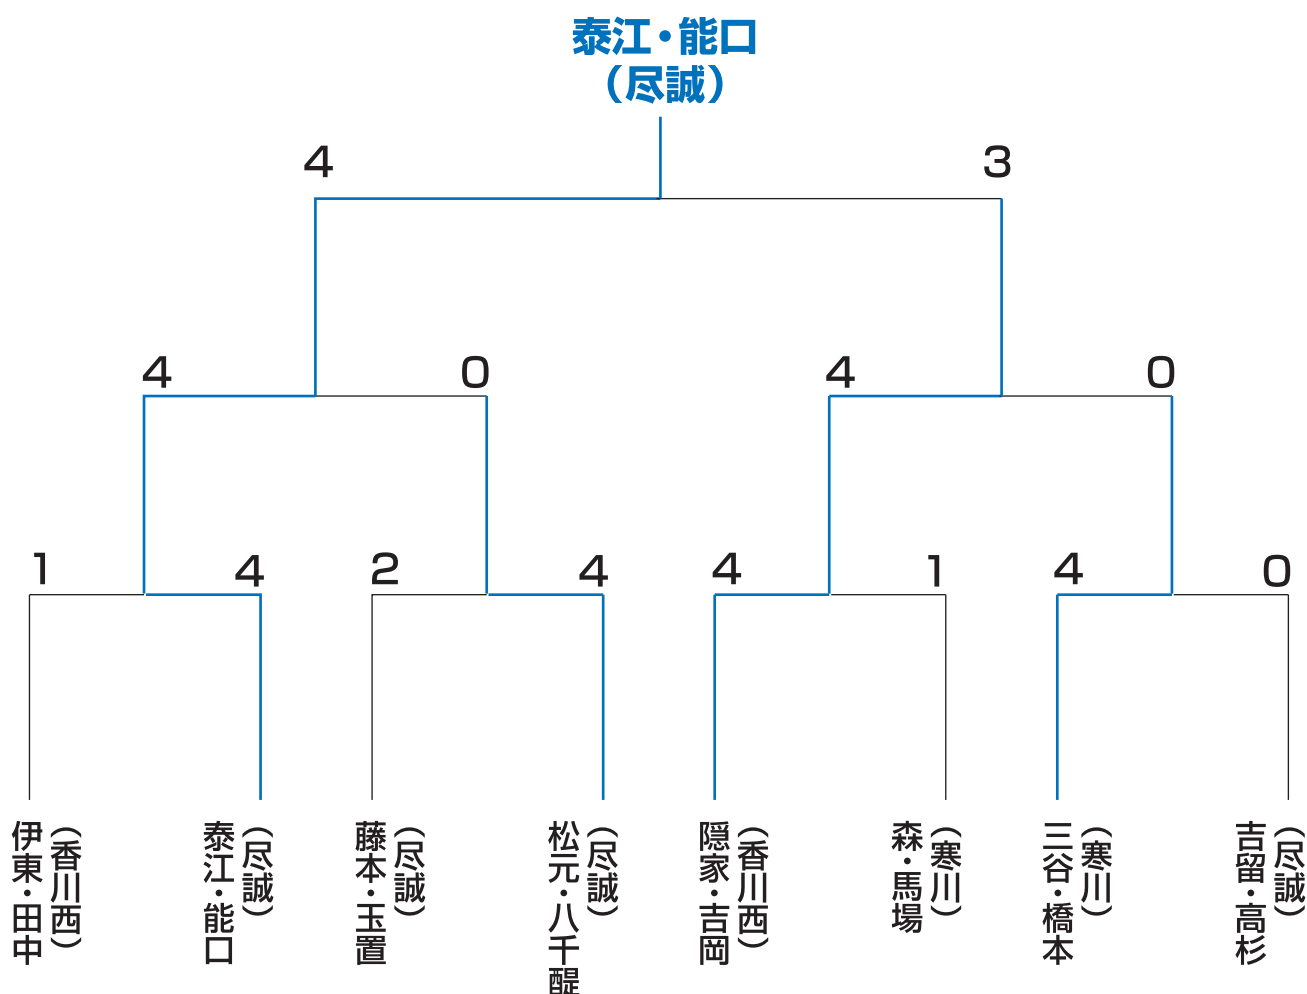 泰江・能口
（尽誠）
4
3
4
0
4
0
1
4
2
4
4
1
4
0
伊東・田中
（香川西）
泰江・能口
（尽誠）
藤本・玉置
（尽誠）
松元・八千醍
（尽誠）
隠家・吉岡
（香川西）
森・馬場
（寒川）
三谷・橋本
（寒川）
吉留・高杉
（尽誠）